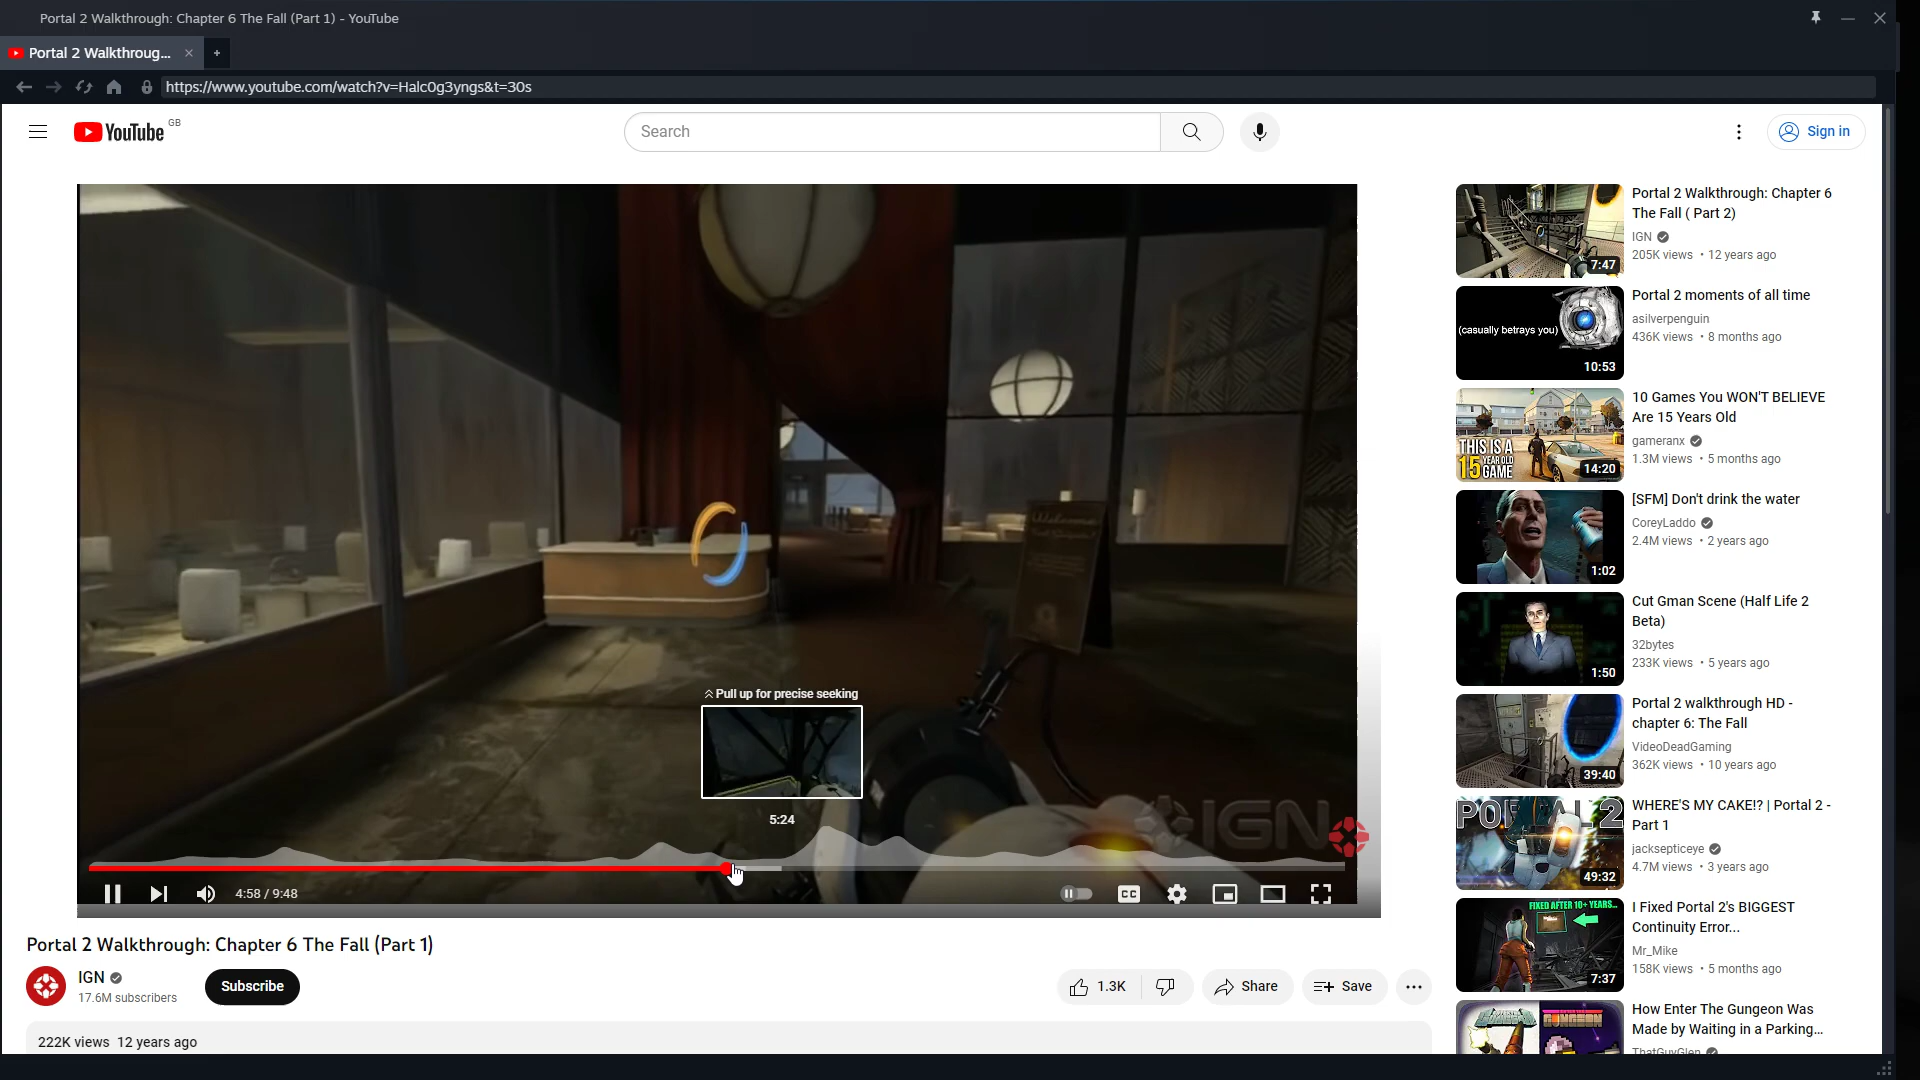 Portal 2 Walkthrough: Chapter 6 The Fall (Part 1) - YouTube
Portal 2 Walkthroug...
https://www.youtube.com/watch?v=Halc0g3yngs&t=30s
YouTube GB
Search
Sign in
Welcome
Pull up for precise seeking
5:24
IGN
4:58 / 9:48
CC
Portal 2 Walkthrough: Chapter 6 The Fall (Part 1)
IGN
17.6M subscribers
Subscribe
1.3K
Share
Save
222K views 12 years ago
7:47
Portal 2 Walkthrough: Chapter 6
The Fall ( Part 2)
IGN
205K views • 12 years ago
(casually betrays you)
10:53
Portal 2 moments of all time
asilverpenguin
436K views • 8 months ago
THIS IS A
15 YEAR OLD
GAME
14:20
10 Games You WON'T BELIEVE
Are 15 Years Old
gameranx
1.3M views • 5 months ago
1:02
[SFM] Don't drink the water
CoreyLaddo
2.4M views • 2 years ago
1:50
Cut Gman Scene (Half Life 2
Beta)
32bytes
233K views • 5 years ago
39:40
Portal 2 walkthrough HD -
chapter 6: The Fall
VideoDeadGaming
362K views • 10 years ago
PORTAL 2
49:32
WHERE'S MY CAKE!? | Portal 2 -
Part 1
jacksepticeye
4.7M views • 3 years ago
FIXED AFTER 10+ YEARS...
7:37
I Fixed Portal 2's BIGGEST
Continuity Error...
Mr_Mike
158K views • 5 months ago
GUNGEON
How Enter The Gungeon Was
Made by Waiting in a Parking...
ThatGuyGlen